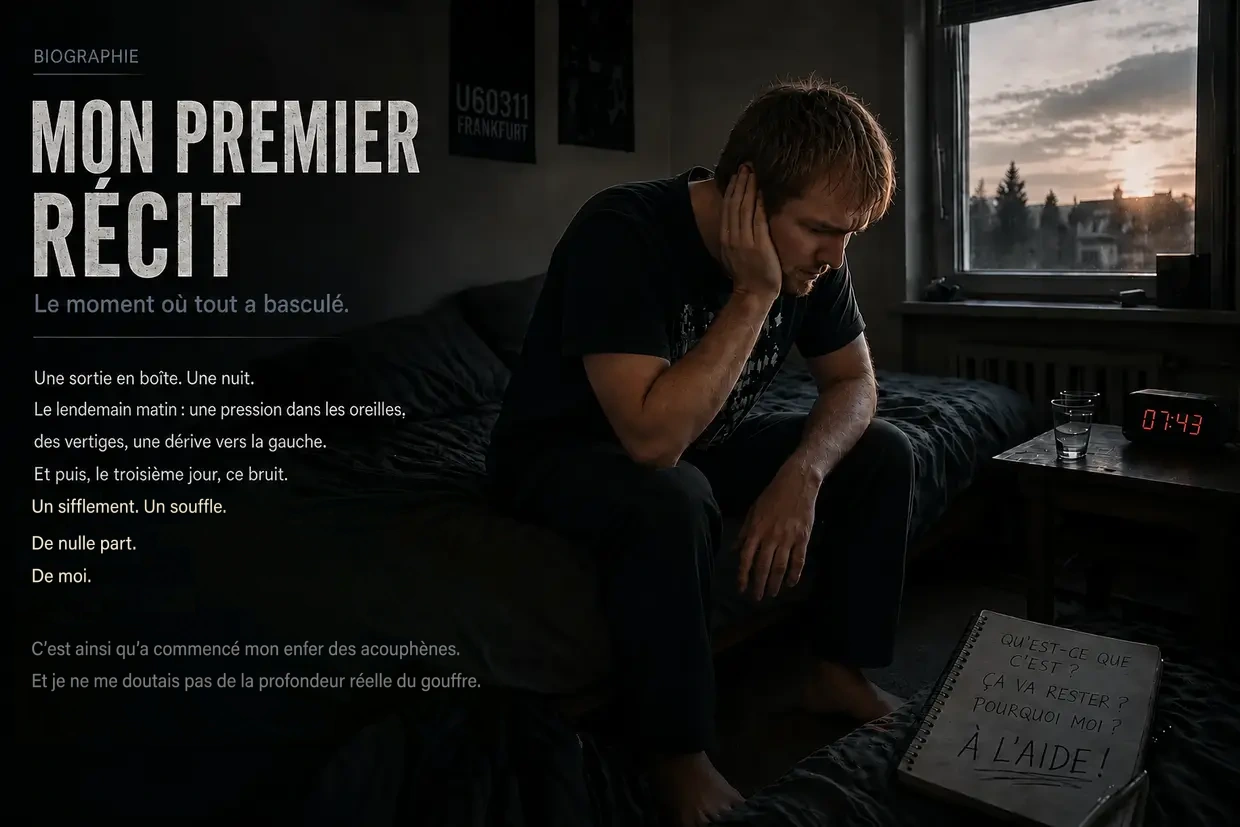 BIOGRAPHIE
MON PREMIER
RÉCIT
Le moment où tout a basculé.
Une sortie en boîte. Une nuit.
Le lendemain matin : une pression dans les oreilles,
des vertiges, une dérive vers la gauche.
Et puis, le troisième jour, ce bruit.
Un sifflement. Un souffle.
De nulle part.
De moi.
C'est ainsi qu'a commencé mon enfer des acouphènes.
Et je ne me doutais pas de la profondeur réelle du gouffre.
U60311
FRANKFURT
07:43
QU'EST-CE QUE
C'EST ?
ÇA VA RESTER ?
POURQUOI MOI ?
À L'AIDE !